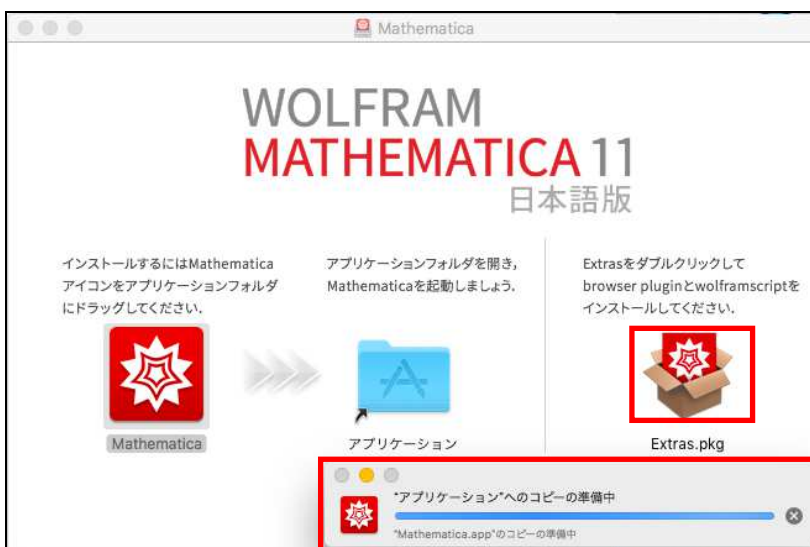 Mathematica
WOLFRAM
MATHEMATICA 11
日本語版
インストールするにはMathematica
アイコンをアプリケーションフォルダ
にドラッグしてください.
アプリケーションフォルダを開き,
Mathematicaを起動しましょう.
Extrasをダブルクリックして
browser pluginとwolframscriptを
インストールしてください.
Mathematica
アプリケーション
Extras.pkg
"アプリケーション"へのコピーの準備中
"Mathematica.app"のコピーの準備中